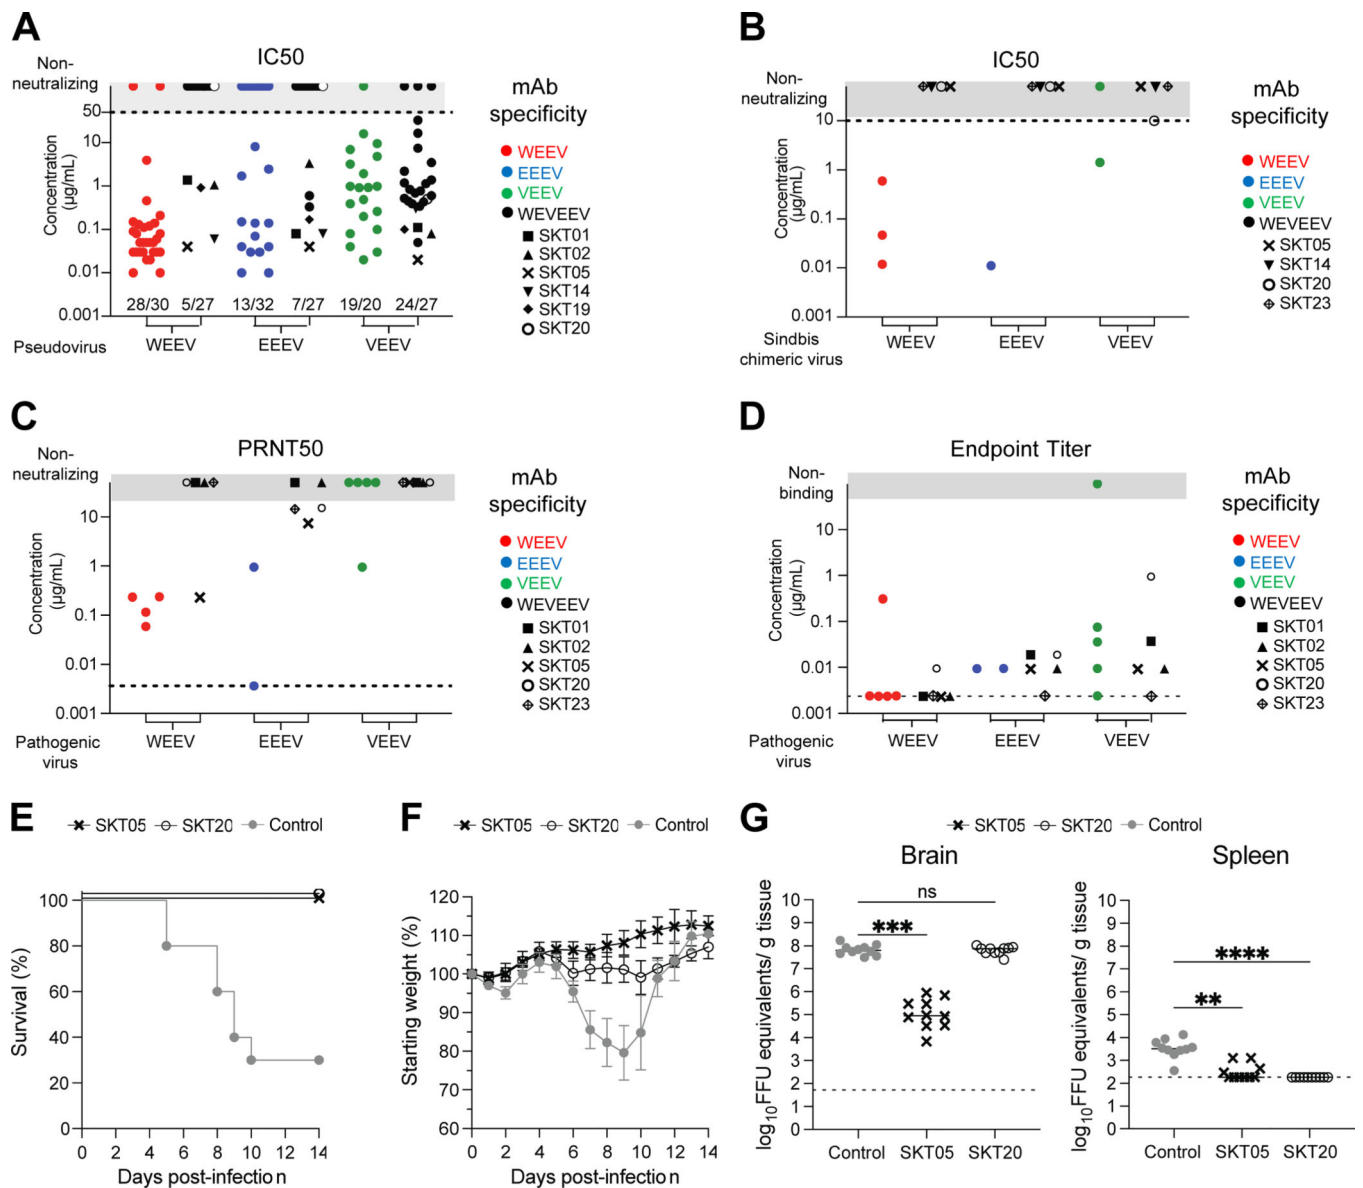 A
IC50
Non-
neutralizing
50
10
1
0.1
0.01
0.001
Concentration
(µg/mL)
28/30 5/27 13/32 7/27 19/20 24/27
Pseudovirus
WEEV EEEV VEEV
mAb
specificity
WEEV
EEEV
VEEV
WEVEEV
SKT01
SKT02
SKT05
SKT14
SKT19
SKT20
B
IC50
Non-
neutralizing
10
1
0.1
0.01
0.001
Concentration
(µg/mL)
Sindbis
chimeric virus
WEEV EEEV VEEV
mAb
specificity
WEEV
EEEV
VEEV
WEVEEV
SKT05
SKT14
SKT20
SKT23
C
PRNT50
Non-
neutralizing
10
1
0.1
0.01
0.001
Concentration
(µg/mL)
Pathogenic
virus
WEEV EEEV VEEV
mAb
specificity
WEEV
EEEV
VEEV
WEVEEV
SKT01
SKT02
SKT05
SKT20
SKT23
D
Endpoint Titer
Non-
binding
10
1
0.1
0.01
0.001
Concentration
(µg/mL)
Pathogenic
virus
WEEV EEEV VEEV
mAb
specificity
WEEV
EEEV
VEEV
WEVEEV
SKT01
SKT02
SKT05
SKT20
SKT23
E
SKT05 SKT20 Control
100
80
60
40
30
0
Survival (%)
0 2 4 6 8 10 12 14
Days post-infection
F
SKT05 SKT20 Control
120
110
100
90
80
70
60
Starting weight (%)
0 2 4 6 8 10 12 14
Days post-infection
G
SKT05 SKT20 Control
Brain
ns
***
10
9
8
7
6
5
4
3
2
1
0
log10FFU equivalents/ g tissue
Control SKT05 SKT20
Spleen
****
**
10
9
8
7
6
5
4
3
2
1
0
log10FFU equivalents/ g tissue
Control SKT05 SKT20